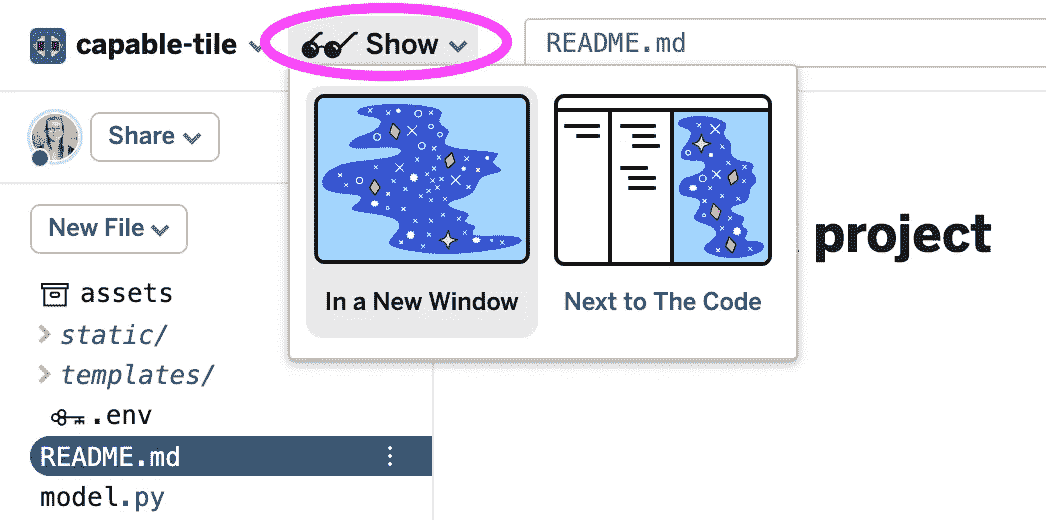 capable-tile
Show
README.md
Share
In a New Window
Next to The Code
project
New File
assets
static/
templates/
.env
README.md
model.py